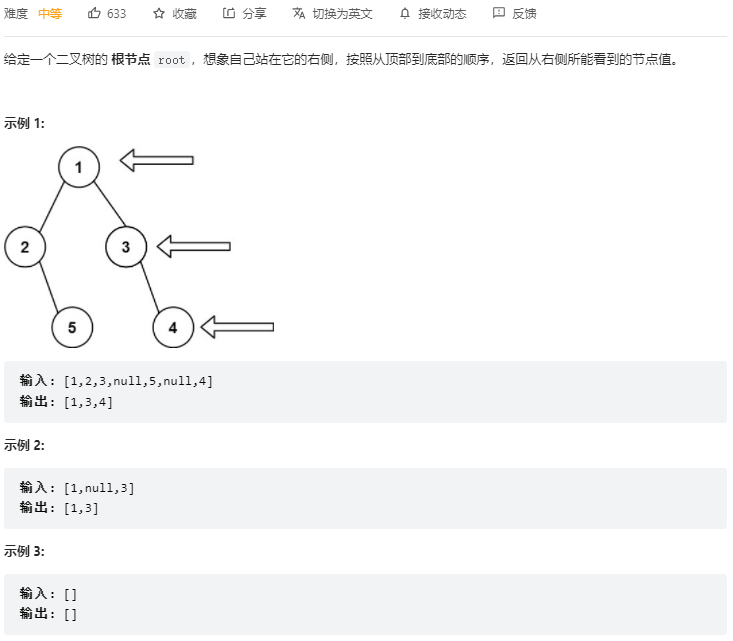 难度 中等 633 收藏 分享 切换为英文 接收动态 反馈
给定一个二叉树的 根节点 root，想象自己站在它的右侧，按照从顶部到底部的顺序，返回从右侧所能看到的节点值。
示例 1:
1
2 3
5 4
输入: [1,2,3,null,5,null,4]
输出: [1,3,4]
示例 2:
输入: [1,null,3]
输出: [1,3]
示例 3:
输入: []
输出: []